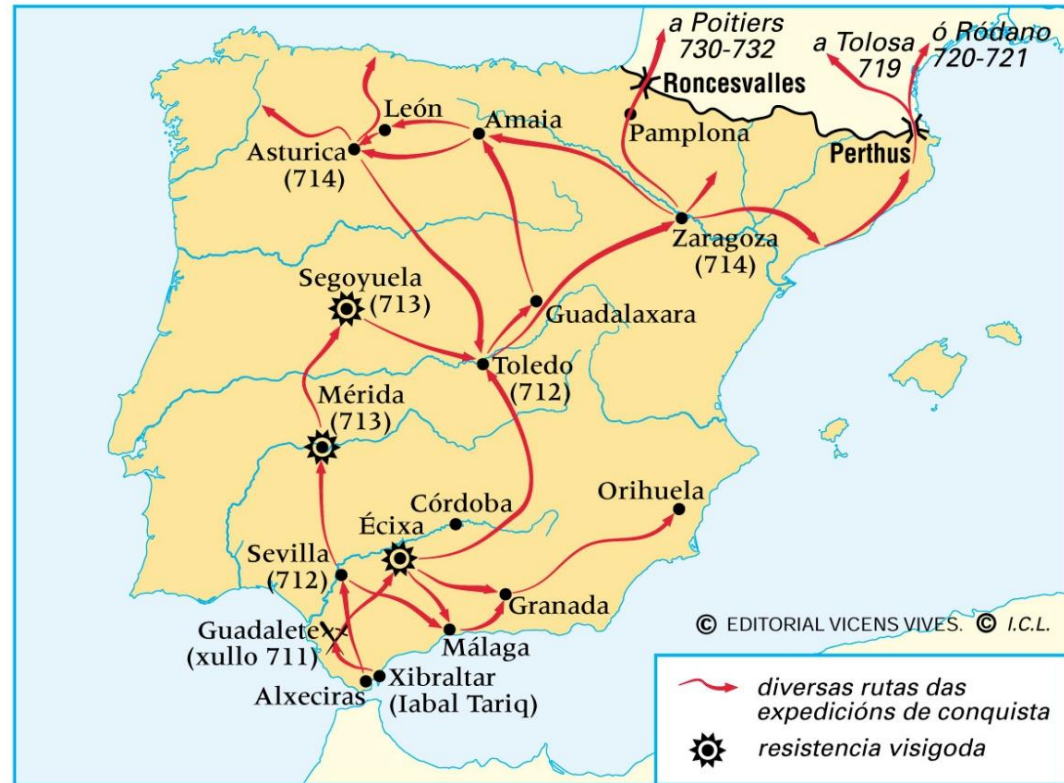 a Poitiers
730-732
a Tolosa
719
ó Ródano
720-721
Roncesvalles
León
Amaia
Pamplona
Asturica
(714)
Perthus
Zaragoza
(714)
Segoyuela
(713)
Guadalaxara
Toledo
(712)
Mérida
(713)
Córdoba
Orihuela
Écixa
Sevilla
(712)
Granada
Guadalete
(xullo 711)
Málaga
© EDITORIAL VICENS VIVES. © I.C.L.
Alxeciras
Xibraltar
(Iabal Tariq)
diversas rutas das
expedicións de conquista
resistencia visigoda